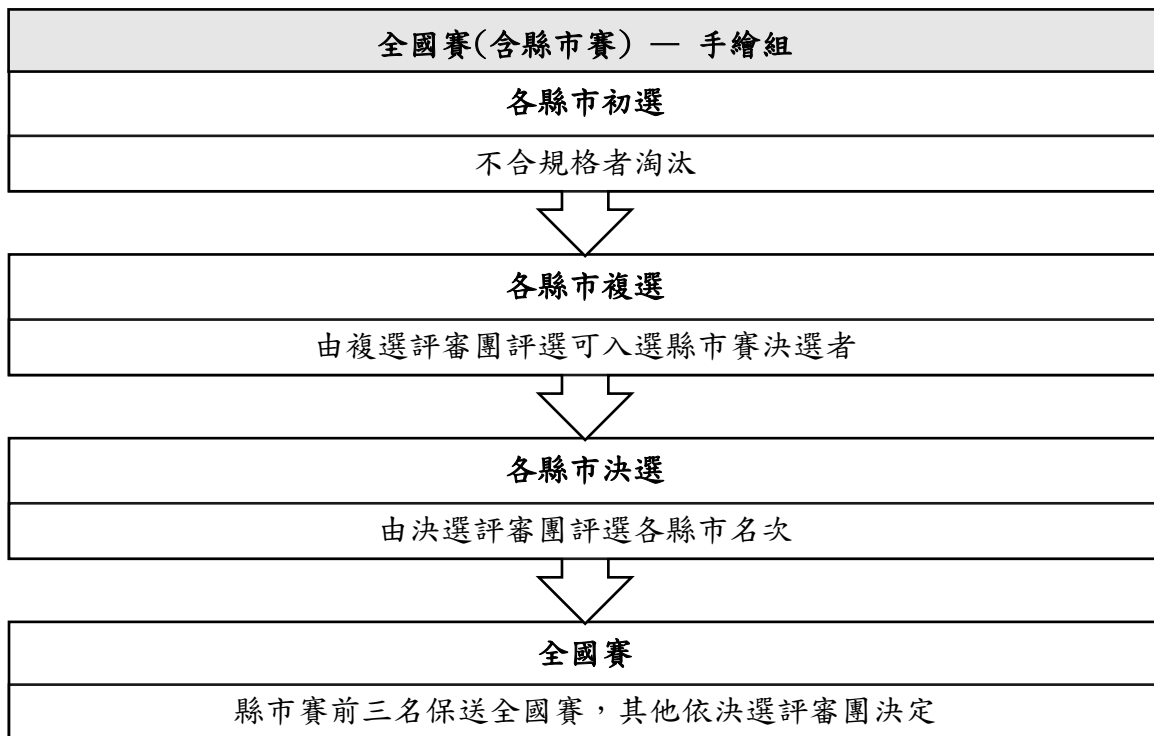 全國賽(含縣市賽) — 手繪組
各縣市初選
不合規格者淘汰
各縣市複選
由複選評審團評選可入選縣市賽決選者
各縣市決選
由決選評審團評選各縣市名次
全國賽
縣市賽前三名保送全國賽，其他依決選評審團決定